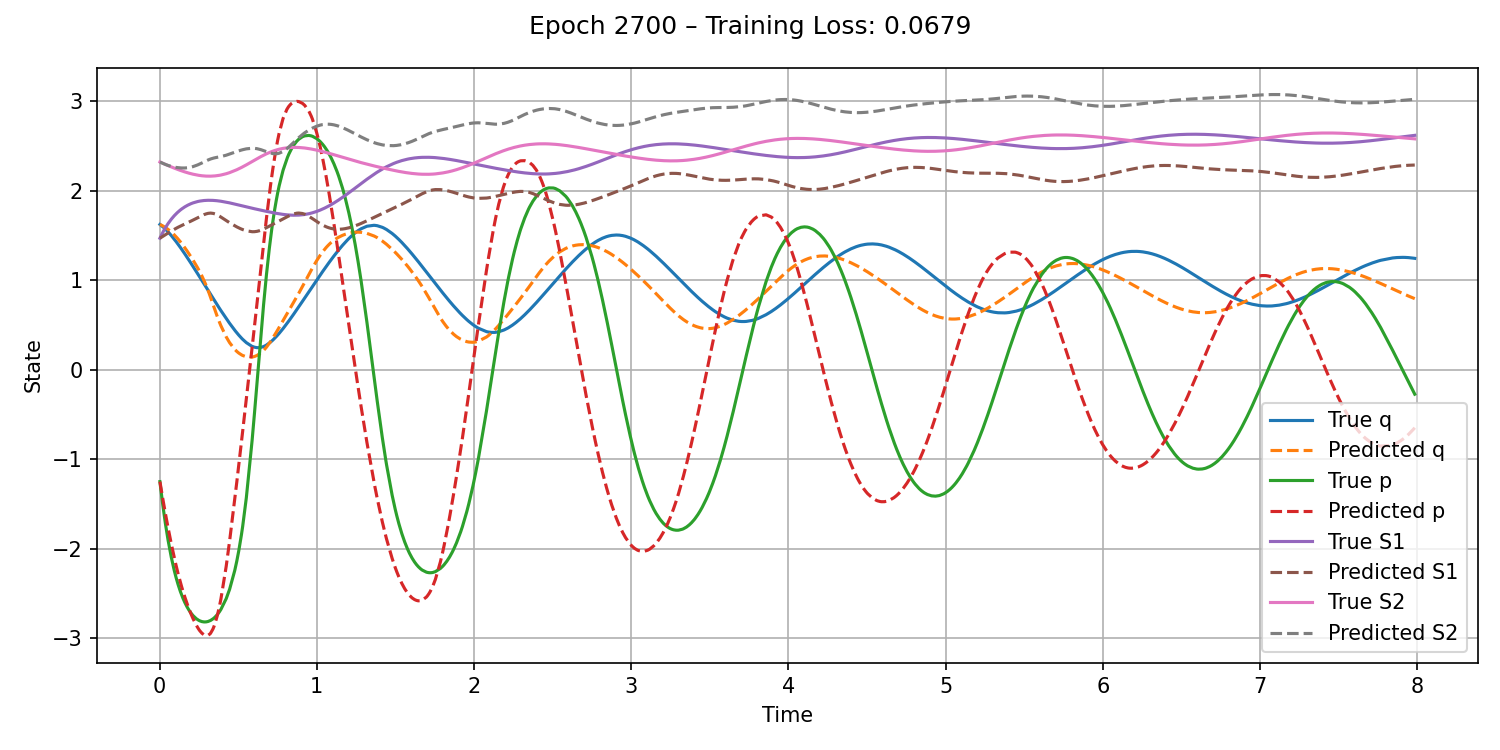 Epoch 2700 – Training Loss: 0.0679
3
2
1
0
−1
−2
−3
State
True q
Predicted q
True p
Predicted p
True S1
Predicted S1
True S2
Predicted S2
0 1 2 3 4 5 6 7 8
Time